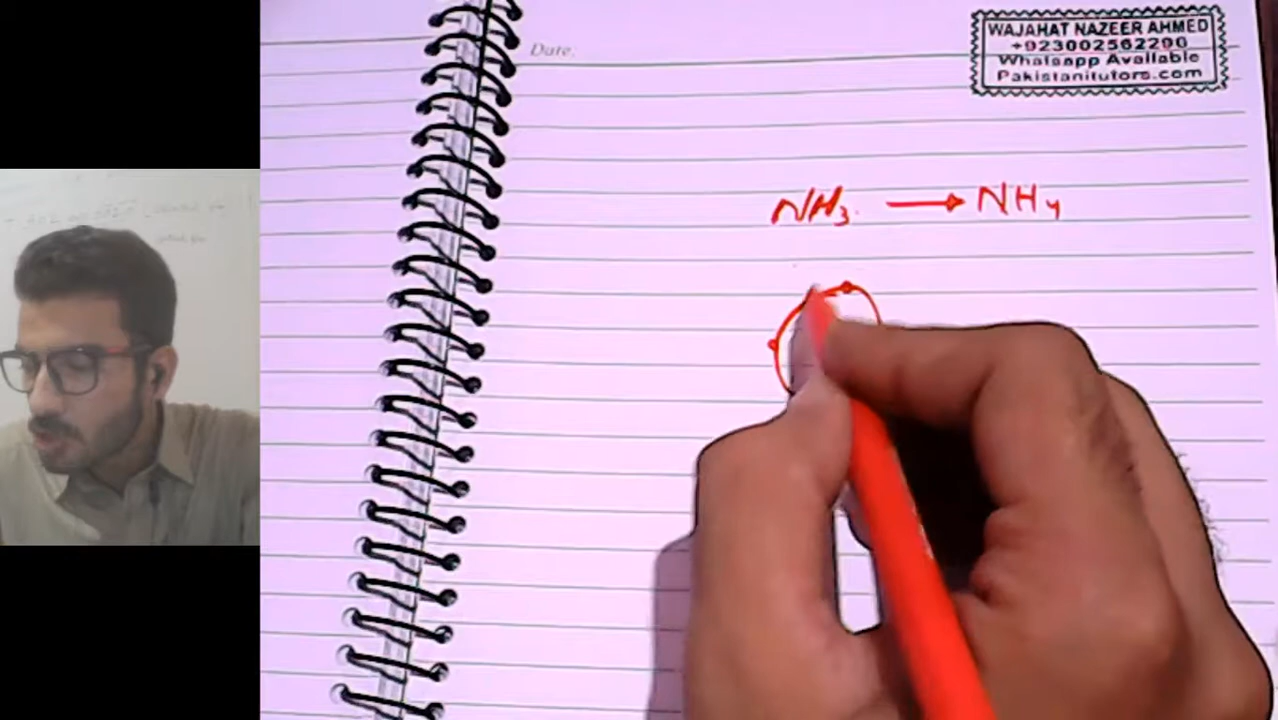 WAJAHAT NAZEER AHMED
+923002562290
Whatsapp Available
Pakistanitutors.com
Date.
NH₃. → NH₄